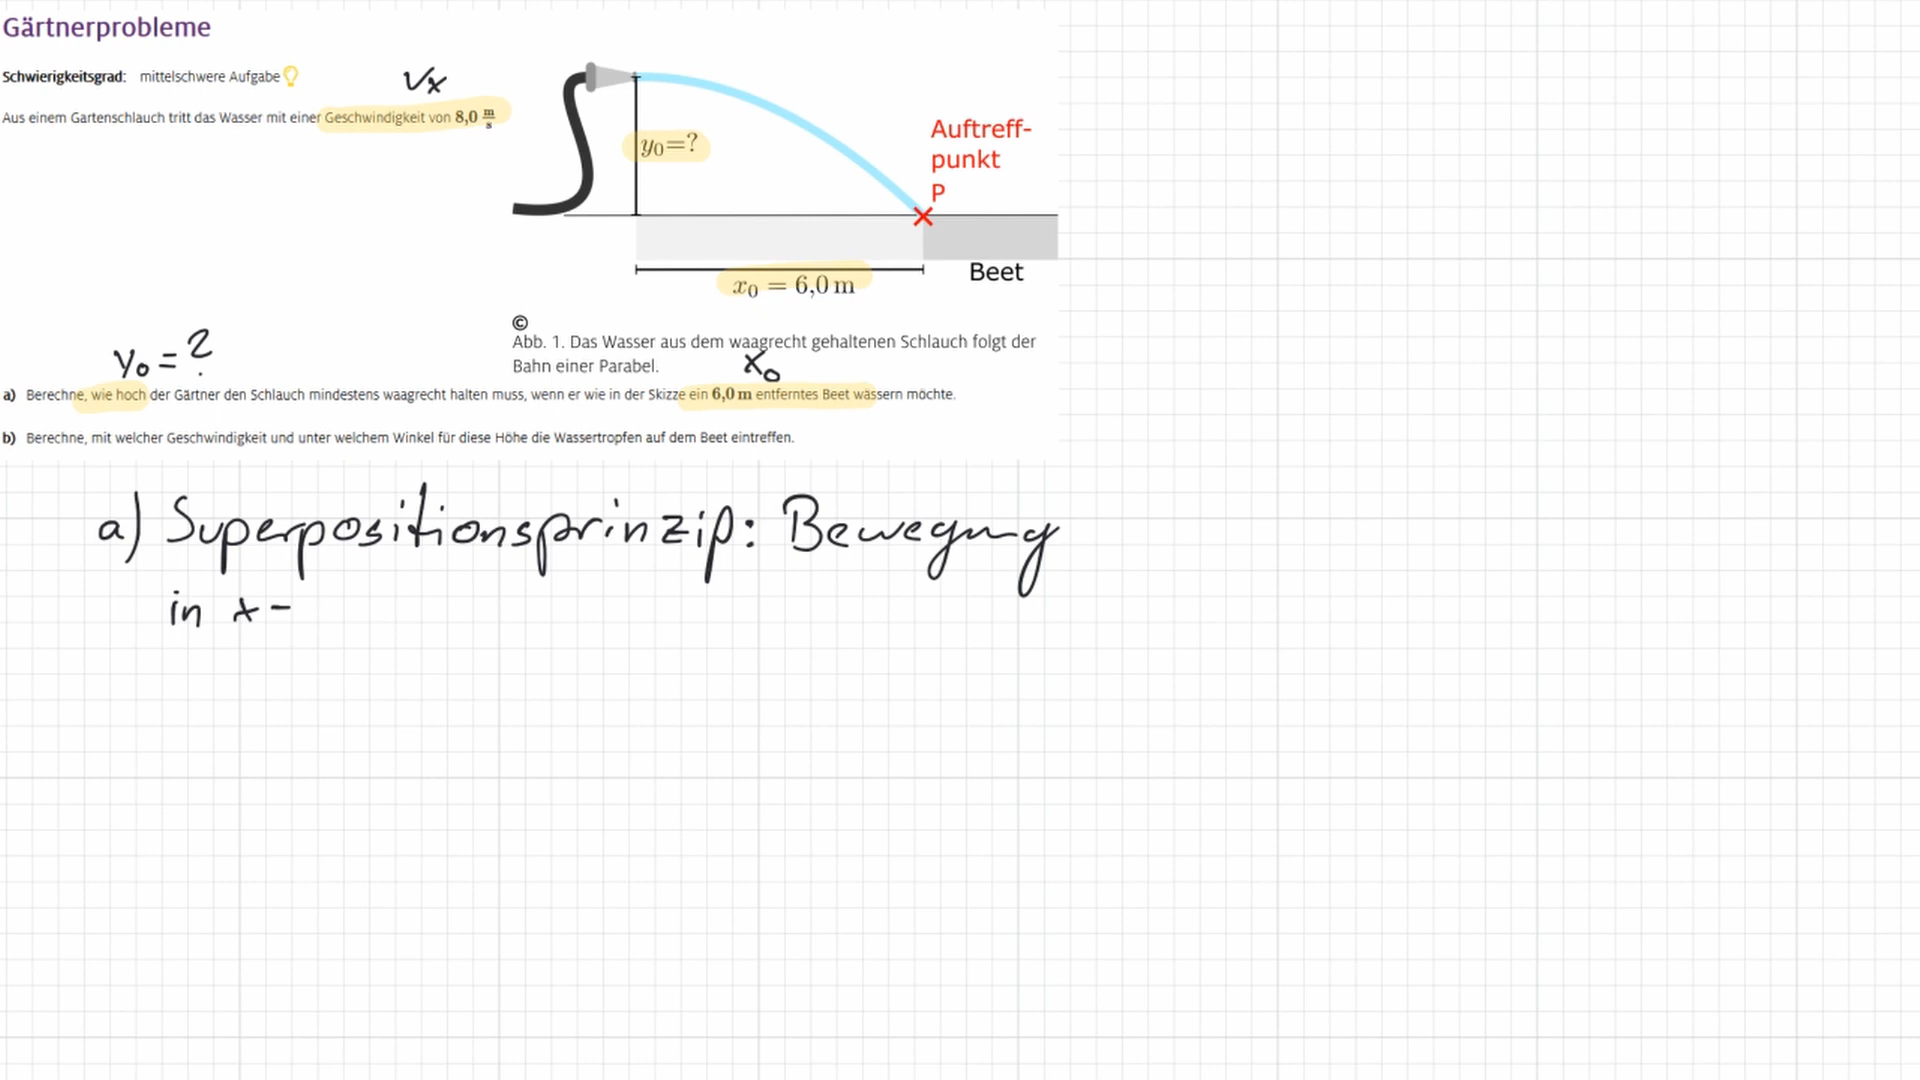 Gärtnerprobleme
Schwierigkeitsgrad: mittelschwere Aufgabe
Vx
Aus einem Gartenschlauch tritt das Wasser mit einer Geschwindigkeit von 8,0 m/s
y₀=?
Auftreff-
punkt
P
Beet
x₀ = 6,0 m
©
Abb. 1. Das Wasser aus dem waagrecht gehaltenen Schlauch folgt der
Bahn einer Parabel.
y₀ = ?
x₀
a) Berechne, wie hoch der Gärtner den Schlauch mindestens waagrecht halten muss, wenn er wie in der Skizze ein 6,0 m entferntes Beet wässern möchte.
b) Berechne, mit welcher Geschwindigkeit und unter welchem Winkel für diese Höhe die Wassertropfen auf dem Beet eintreffen.
a) Superpositionsprinzip: Bewegung
in x-